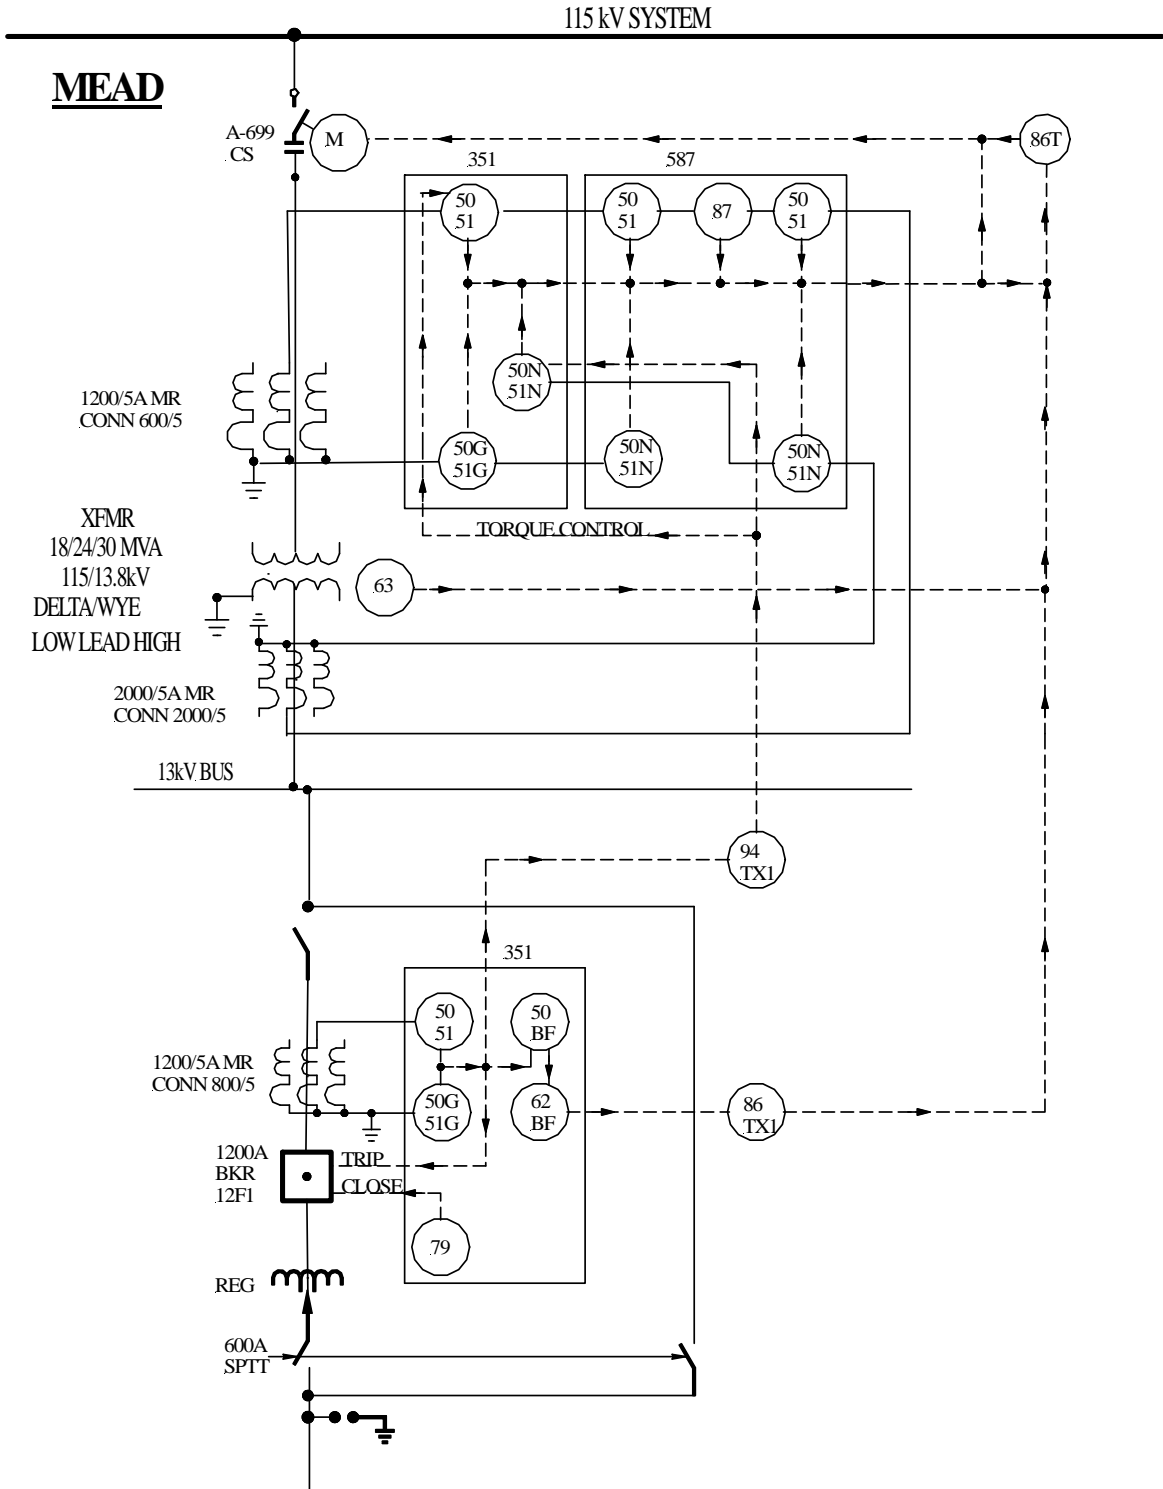 115 kV SYSTEM
MEAD
A-699
CS
M
86T
351
587
50
51
50
51
87
50
51
50N
51N
1200/5A MR
CONN 600/5
50G
51G
50N
51N
50N
51N
TORQUE CONTROL
XFMR
18/24/30 MVA
115/13.8kV
DELTA/WYE
LOW LEAD HIGH
63
2000/5A MR
CONN 2000/5
13kV BUS
94
TX1
351
50
51
50
BF
1200/5A MR
CONN 800/5
50G
51G
62
BF
86
TX1
1200A
BKR
12F1
TRIP
CLOSE
79
REG
600A
SPTT